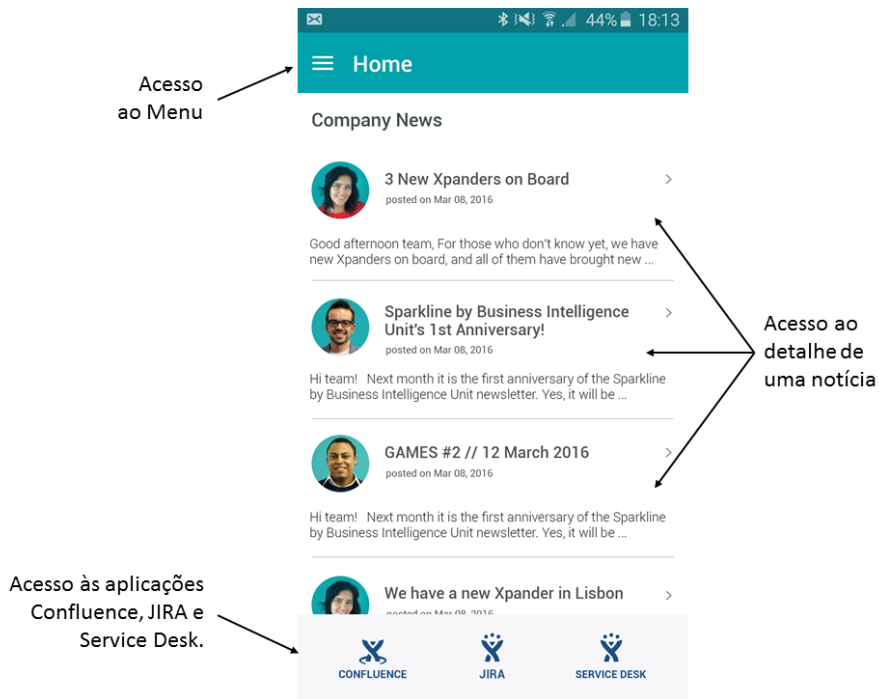 44% 18:13
Home
Acesso
ao Menu
Company News
3 New Xpanders on Board
posted on Mar 08, 2016
Good afternoon team, For those who don't know yet, we have
new Xpanders on board, and all of them have brought new ...
Sparkline by Business Intelligence
Unit's 1st Anniversary!
posted on Mar 08, 2016
Hi team!   Next month it is the first anniversary of the Sparkline
by Business Intelligence Unit newsletter. Yes, it will be ...
Acesso ao
detalhe de
uma notícia
GAMES #2 // 12 March 2016
posted on Mar 08, 2016
Hi team!   Next month it is the first anniversary of the Sparkline
by Business Intelligence Unit newsletter. Yes, it will be ...
We have a new Xpander in Lisbon
posted on Mar 08, 2016
Acesso às aplicações
Confluence, JIRA e
Service Desk.
CONFLUENCE
JIRA
SERVICE DESK